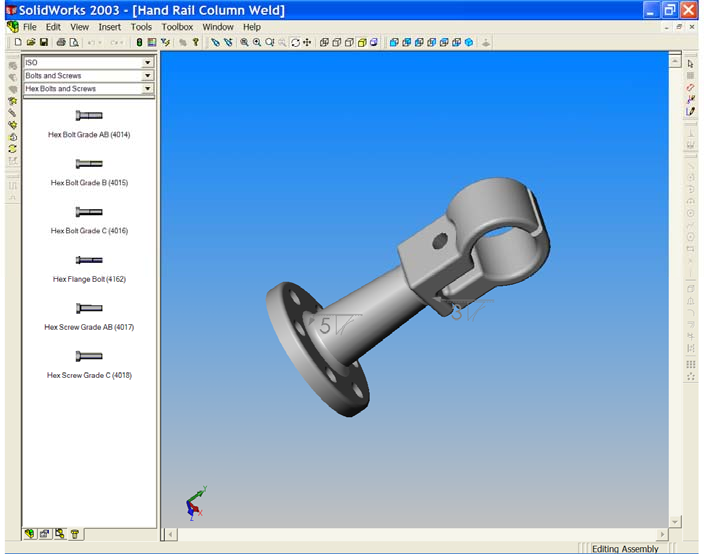 SolidWorks 2003 - [Hand Rail Column Weld]
File Edit View Insert Tools Toolbox Window Help
ISO
Bolts and Screws
Hex Bolts and Screws
Hex Bolt Grade AB (4014)
Hex Bolt Grade B (4015)
Hex Bolt Grade C (4016)
Hex Flange Bolt (4162)
Hex Screw Grade AB (4017)
Hex Screw Grade C (4018)
3
5
Y
X
Z
Editing Assembly